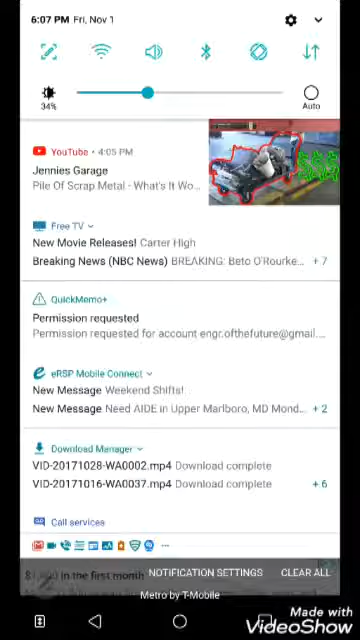 6:07 PM Fri, Nov 1
34%
Auto
YouTube • 4:05 PM
Jennies Garage
Pile Of Scrap Metal - What's It Wo...
Free TV
New Movie Releases! Carter High
Breaking News (NBC News) BREAKING: Beto O'Rourke... + 7
QuickMemo+
Permission requested
Permission requested for account engr.ofthefuture@gmail....
eRSP Mobile Connect
New Message Weekend Shifts!
New Message Need AIDE in Upper Marlboro, MD Mond... + 2
Download Manager
VID-20171028-WA0002.mp4 Download complete
VID-20171016-WA0037.mp4 Download complete
+ 6
Call services
in the first month
NOTIFICATION SETTINGS
CLEAR ALL
Metro by T-Mobile
Made with
VideoShow